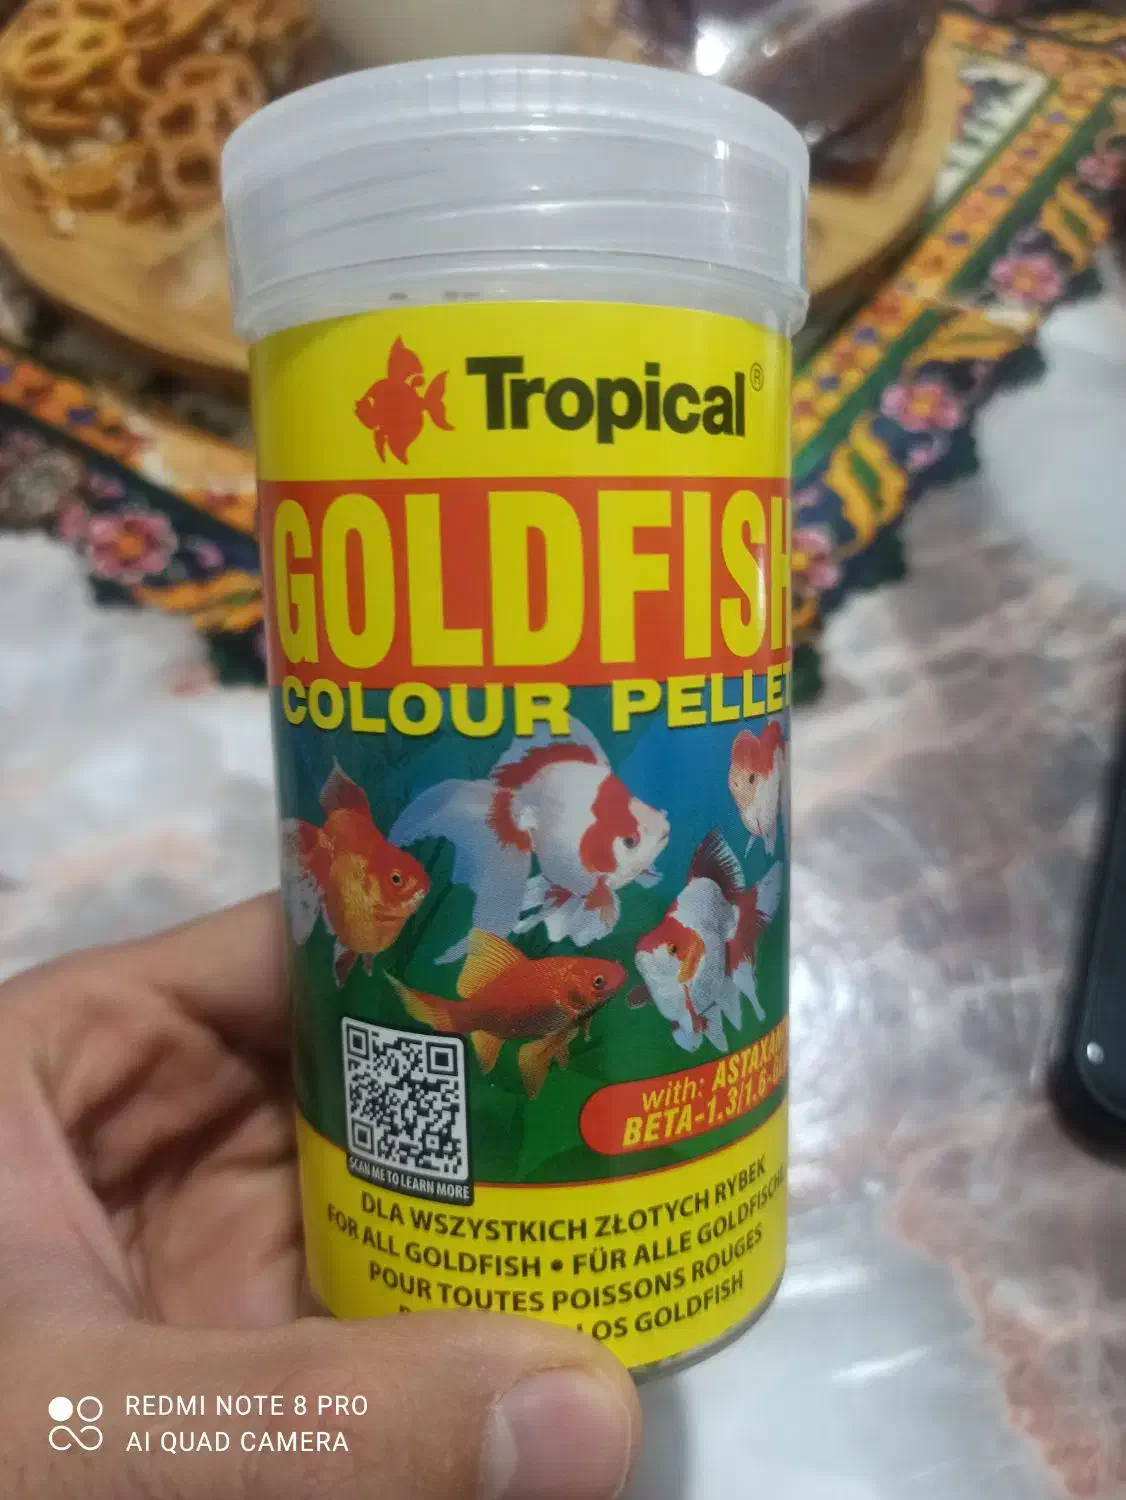 Tropical®
GOLDFISH
COLOUR PELLET
with: ASTAXAN
BETA-1.3/1.6-
SCAN ME TO LEARN MORE
DLA WSZYSTKICH ZŁOTYCH RYBEK
FOR ALL GOLDFISH • FÜR ALLE GOLDFISCHE
POUR TOUTES POISSONS ROUGES
LOS GOLDFISH
REDMI NOTE 8 PRO
AI QUAD CAMERA